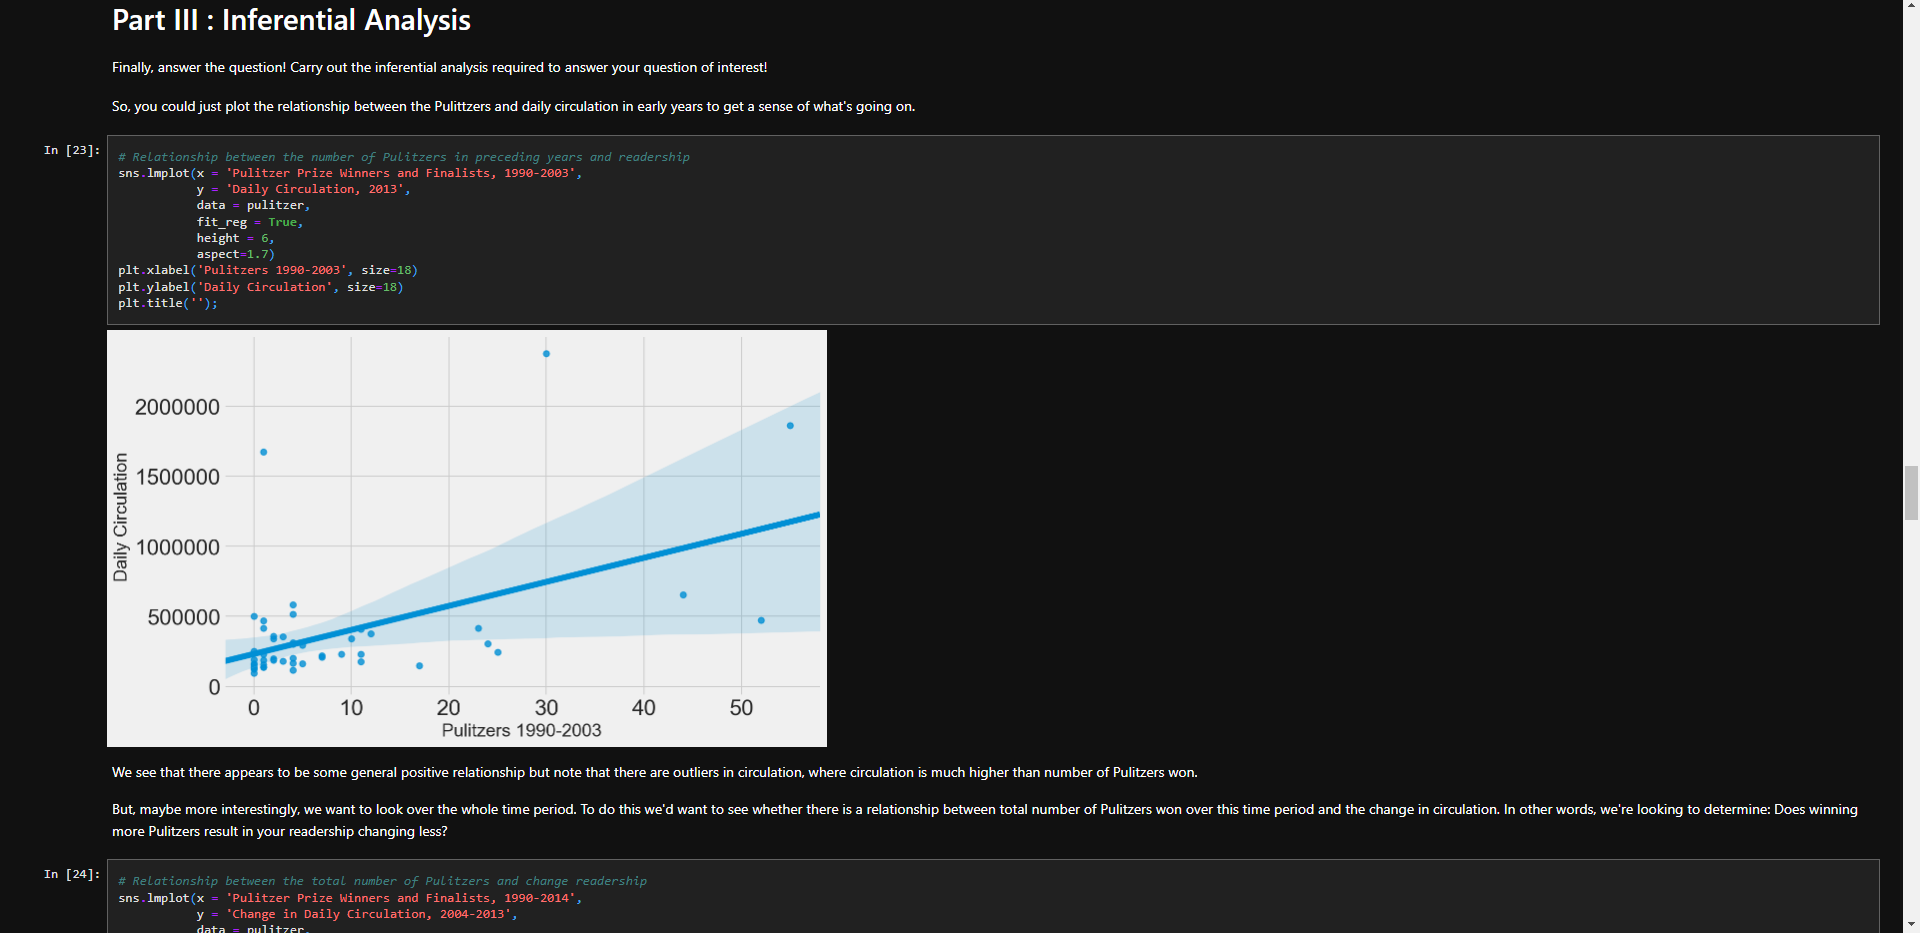 Part III : Inferential Analysis
Finally, answer the question! Carry out the inferential analysis required to answer your question of interest!
So, you could just plot the relationship between the Pulittzers and daily circulation in early years to get a sense of what's going on.
In [23]:
# Relationship between the number of Pulitzers in preceding years and readership
sns.lmplot(x = 'Pulitzer Prize Winners and Finalists, 1990-2003',
y = 'Daily Circulation, 2013',
data = pulitzer,
fit_reg = True,
height = 6,
aspect=1.7)
plt.xlabel('Pulitzers 1990-2003', size=18)
plt.ylabel('Daily Circulation', size=18)
plt.title('');
Daily Circulation
2000000
1500000
1000000
500000
0
0 10 20 30 40 50
Pulitzers 1990-2003
We see that there appears to be some general positive relationship but note that there are outliers in circulation, where circulation is much higher than number of Pulitzers won.
But, maybe more interestingly, we want to look over the whole time period. To do this we'd want to see whether there is a relationship between total number of Pulitzers won over this time period and the change in circulation. In other words, we're looking to determine: Does winning
more Pulitzers result in your readership changing less?
In [24]:
# Relationship between the total number of Pulitzers and change readership
sns.lmplot(x = 'Pulitzer Prize Winners and Finalists, 1990-2014',
y = 'Change in Daily Circulation, 2004-2013',
data = pulitzer,